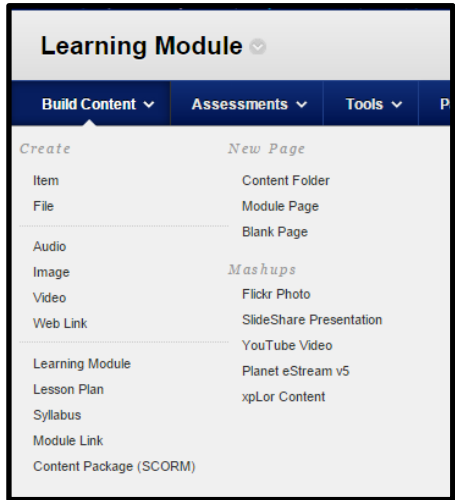 Learning Module
Build Content
Assessments
Tools
Create
Item
File
Audio
Image
Video
Web Link
Learning Module
Lesson Plan
Syllabus
Module Link
Content Package (SCORM)
New Page
Content Folder
Module Page
Blank Page
Mashups
Flickr Photo
SlideShare Presentation
YouTube Video
Planet eStream v5
xpLor Content